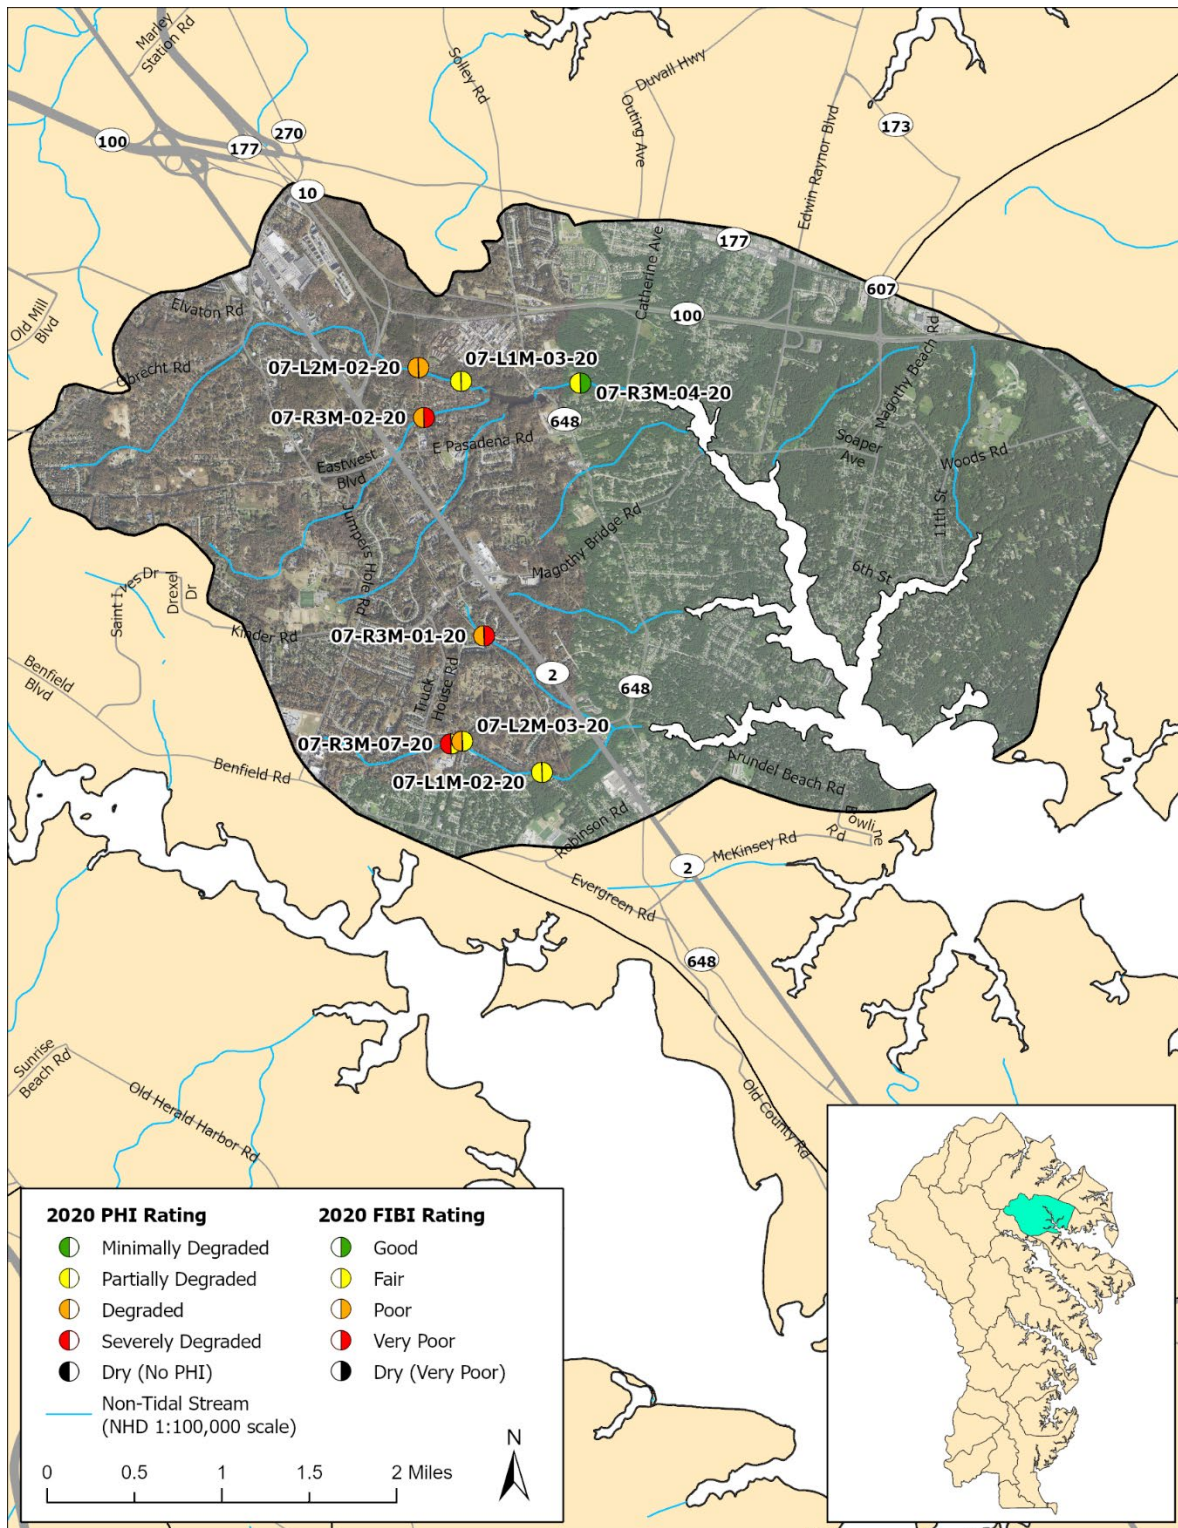 Marley
Station Rd
Solley Rd
Duvall Hwy
Outing Ave
Edwin Raynor Blvd
173
100
177
270
10
177
Catherine Ave
607
Old Mill
Blvd
Elvaton Rd
100
Magothy Beach Rd
Obrecht Rd
07-L2M-02-20
07-L1M-03-20
07-R3M-04-20
07-R3M-02-20
648
E Pasadena Rd
Soaper
Ave
Woods Rd
Eastwest
Blvd
Jumpers Hole Rd
11th St
Magothy Bridge Rd
6th St
Saint Ives Dr
Drexel
Dr
Kinder Rd
07-R3M-01-20
Benfield
Blvd
Truck
House Rd
2
648
07-L2M-03-20
07-R3M-07-20
07-L1M-02-20
Benfield Rd
Arundel Beach Rd
Bowline
Rd
Robinson Rd
McKinsey Rd
2
Evergreen Rd
648
Sunrise
Beach Rd
Old Herald Harbor Rd
Old County Rd
2020 PHI Rating
Minimally Degraded
Partially Degraded
Degraded
Severely Degraded
Dry (No PHI)
Non-Tidal Stream
(NHD 1:100,000 scale)
2020 FIBI Rating
Good
Fair
Poor
Very Poor
Dry (Very Poor)
N
0 0.5 1 1.5 2 Miles